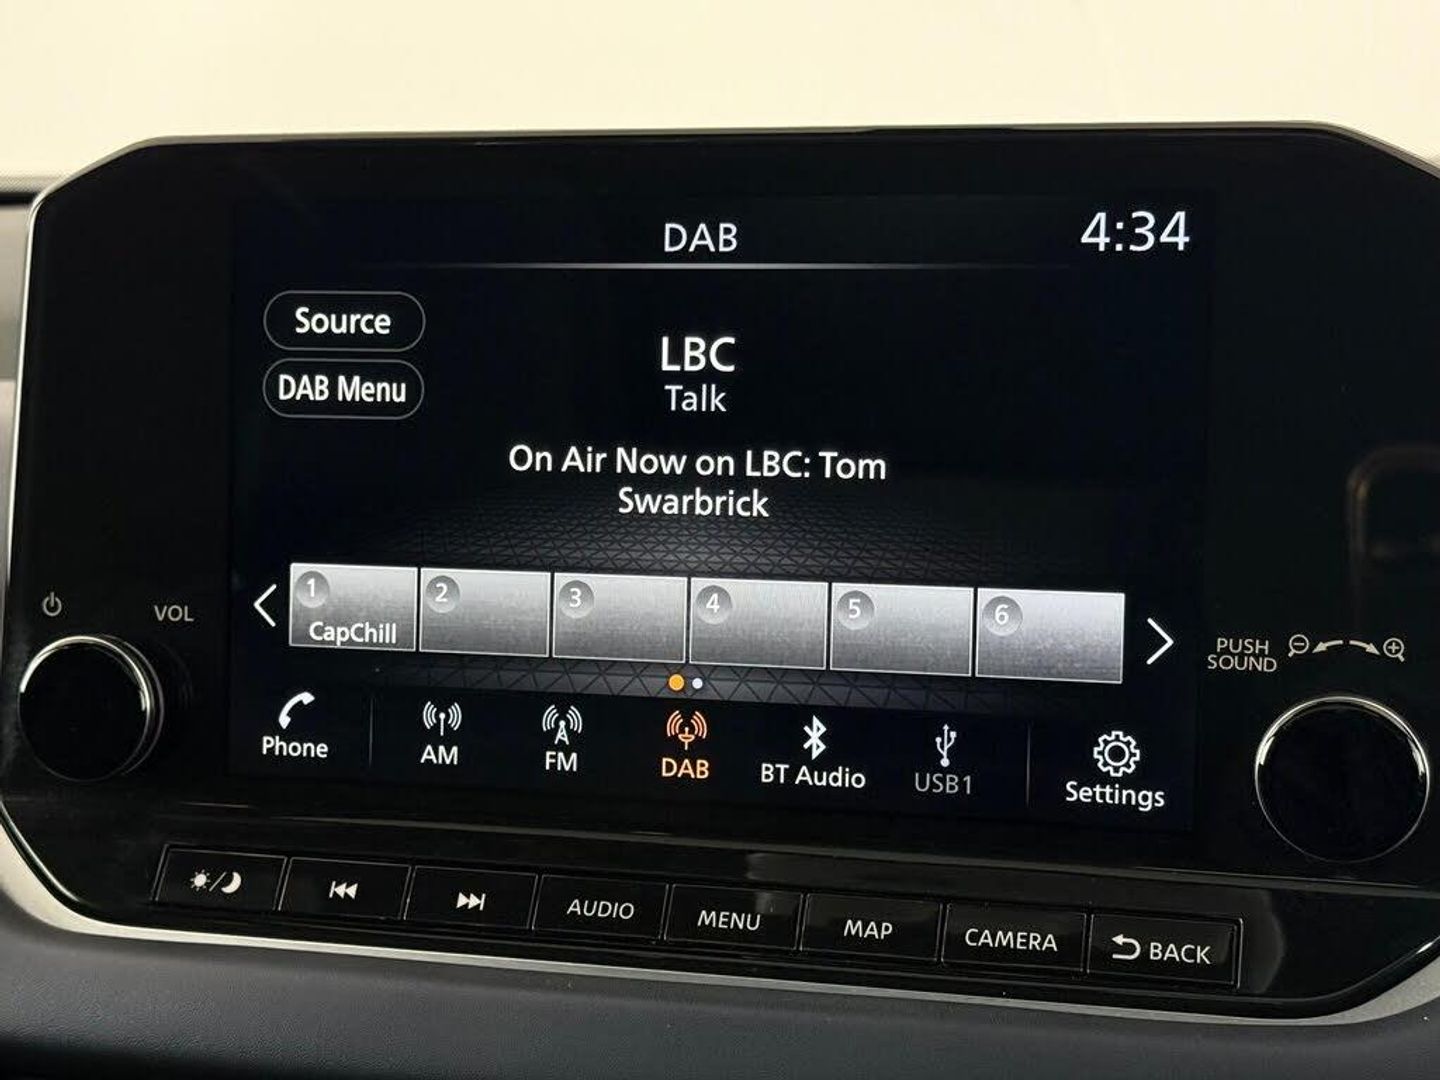 DAB
4:34
Source
DAB Menu
LBC
Talk
On Air Now on LBC: Tom
Swarbrick
1
2
3
4
5
6
CapChill
VOL
PUSH
SOUND
Phone
AM
FM
DAB
BT Audio
USB1
Settings
AUDIO
MENU
MAP
CAMERA
BACK